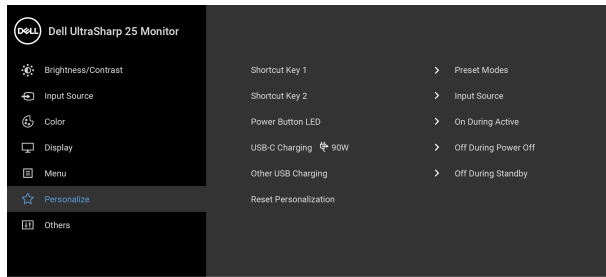 DELL Dell UltraSharp 25 Monitor
Brightness/Contrast
Input Source
Color
Display
Menu
Personalize
Others
Shortcut Key 1 > Preset Modes
Shortcut Key 2 > Input Source
Power Button LED > On During Active
USB-C Charging 90W > Off During Power Off
Other USB Charging > Off During Standby
Reset Personalization